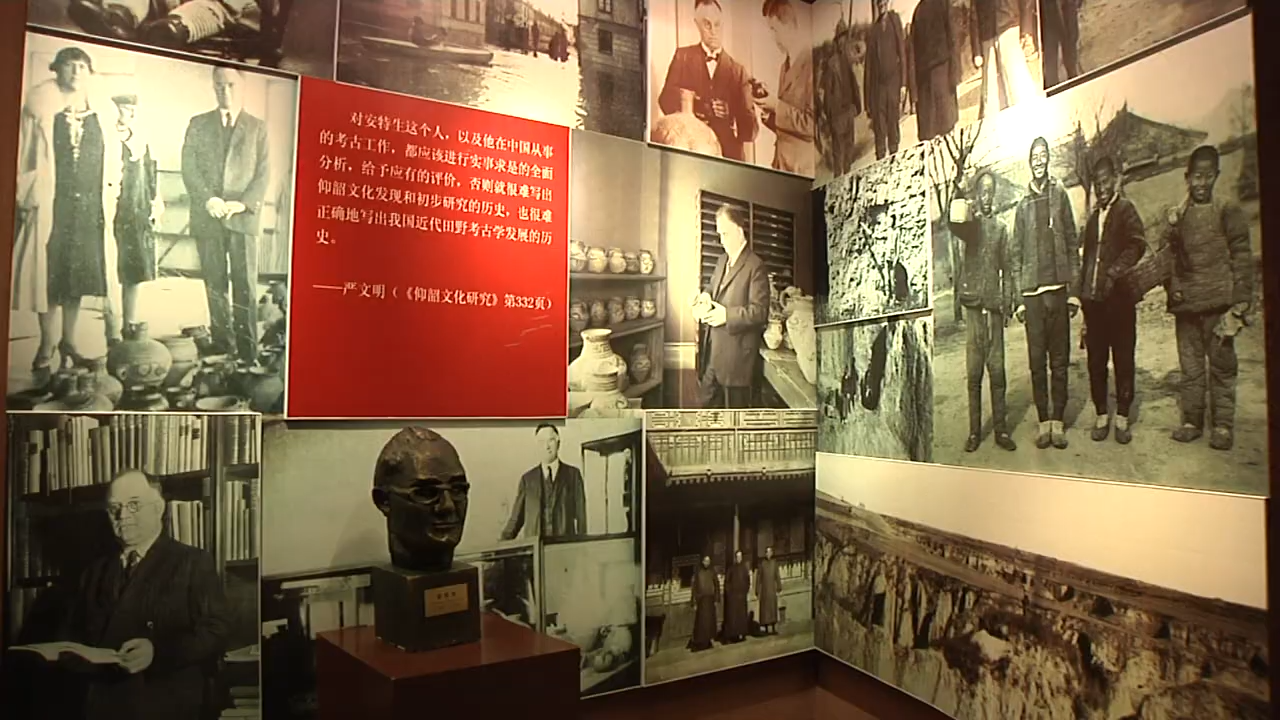 对安特生这个人，以及他在中国从事
的考古工作，都应该进行实事求是的全面
分析，给予应有的评价，否则就很难写出
仰韶文化发现和初步研究的历史，也很难
正确地写出我国近代田野考古学发展的历
史。
——严文明（《仰韶文化研究》第332页）